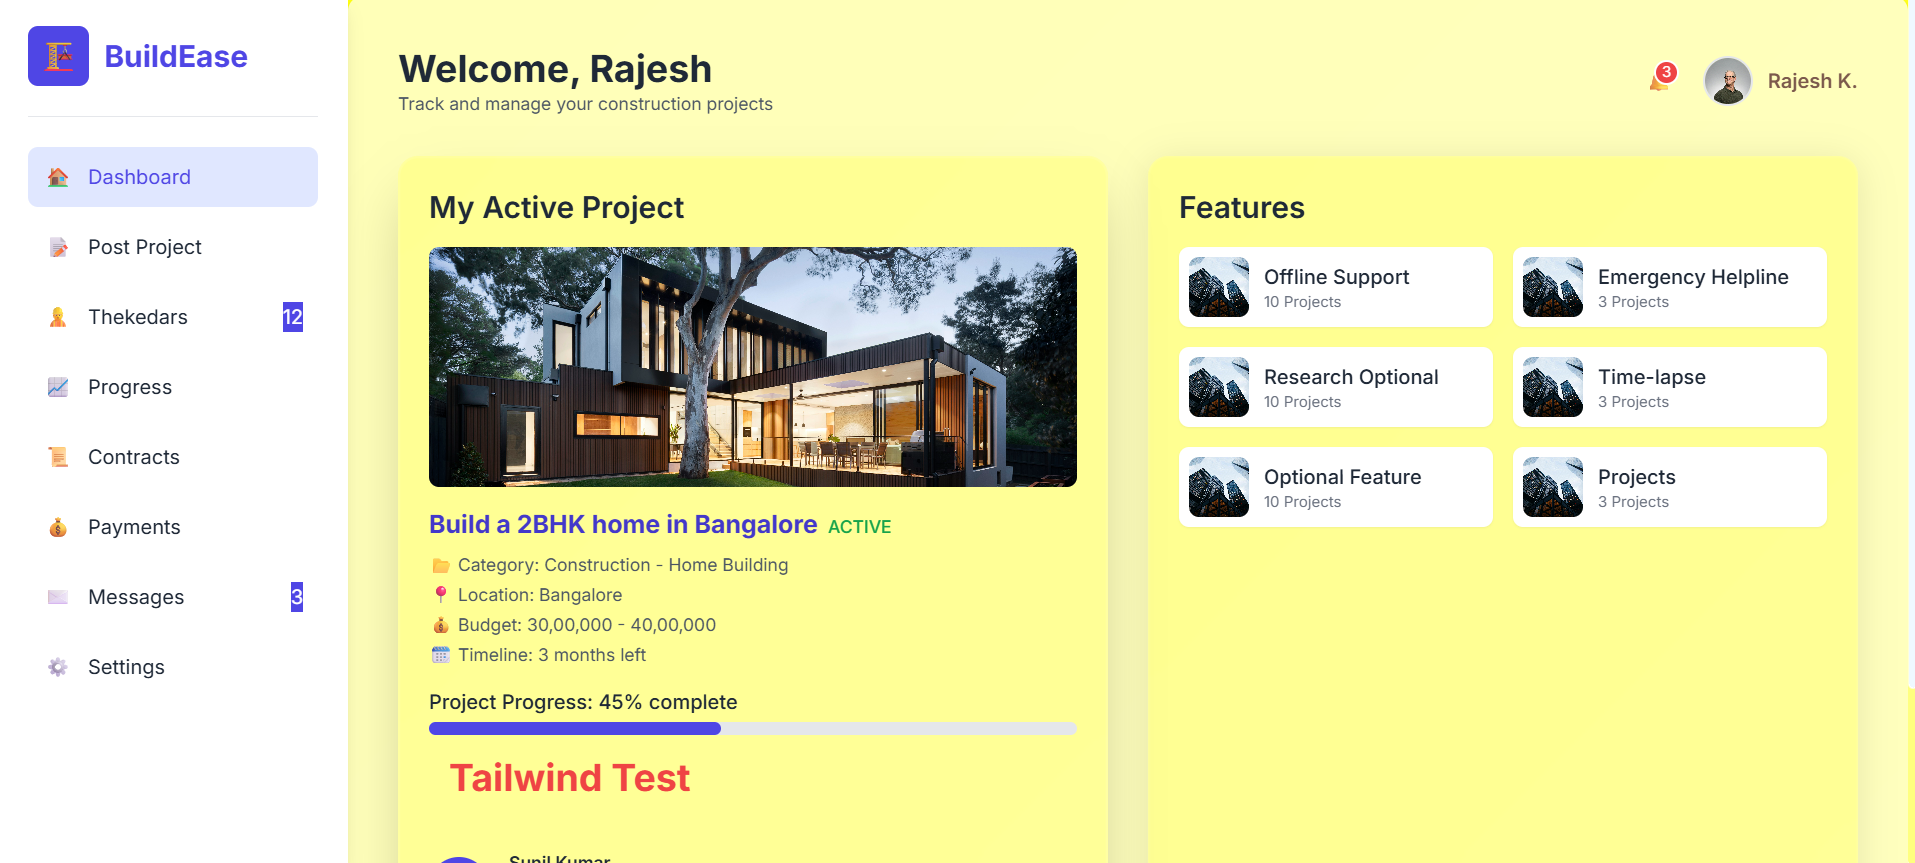 BuildEase
Dashboard
Post Project
Thekedars 12
Progress
Contracts
Payments
Messages 3
Settings
Welcome, Rajesh
Track and manage your construction projects
3
Rajesh K.
My Active Project
Build a 2BHK home in Bangalore ACTIVE
Category: Construction - Home Building
Location: Bangalore
Budget: 30,00,000 - 40,00,000
Timeline: 3 months left
Project Progress: 45% complete
Tailwind Test
Sunil Kumar
Features
Offline Support
10 Projects
Emergency Helpline
3 Projects
Research Optional
10 Projects
Time-lapse
3 Projects
Optional Feature
10 Projects
Projects
3 Projects